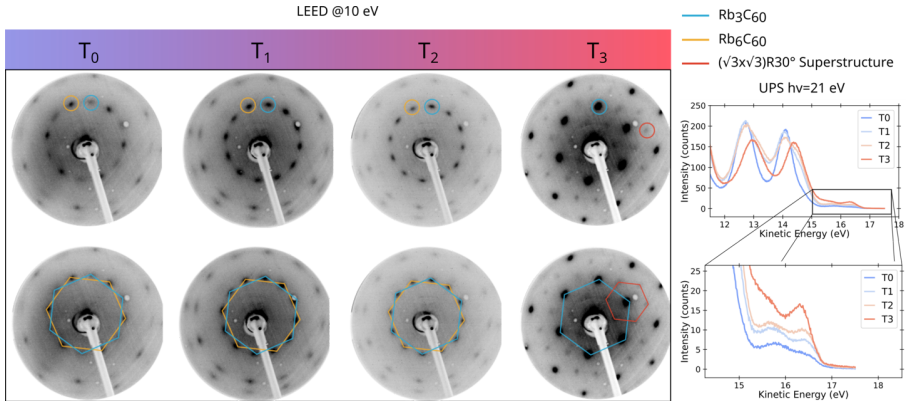 LEED @10 eV
T₀ T₁ T₂ T₃
Rb₃C₆₀
Rb₆C₆₀
(√3x√3)R30° Superstructure
UPS hν=21 eV
Intensity (counts)
250
200
150
100
50
0
T0
T1
T2
T3
12 13 14 15 16 17 18
Kinetic Energy (eV)
Intensity (counts)
25
20
15
10
5
0
T0
T1
T2
T3
15 16 17 18
Kinetic Energy (eV)